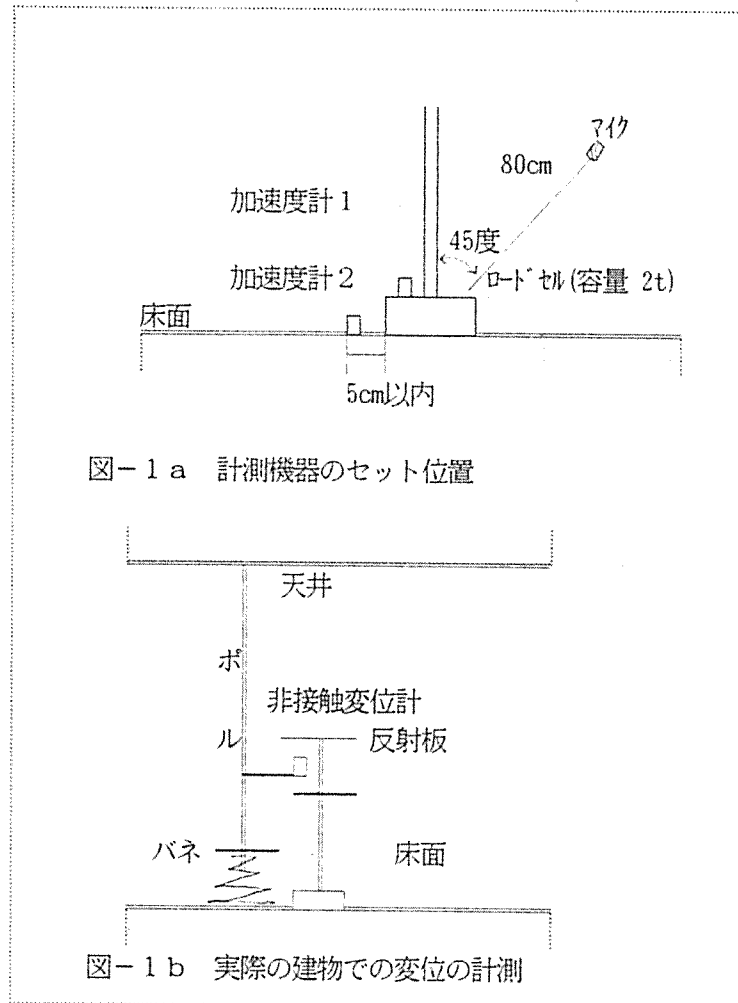 マイク
80cm
加速度計1
45度
加速度計2
ロードセル(容量 2t)
床面
5cm以内
図-1a 計測機器のセット位置
天井
ポ
非接触変位計
ル
反射板
バネ
床面
図-1b 実際の建物での変位の計測